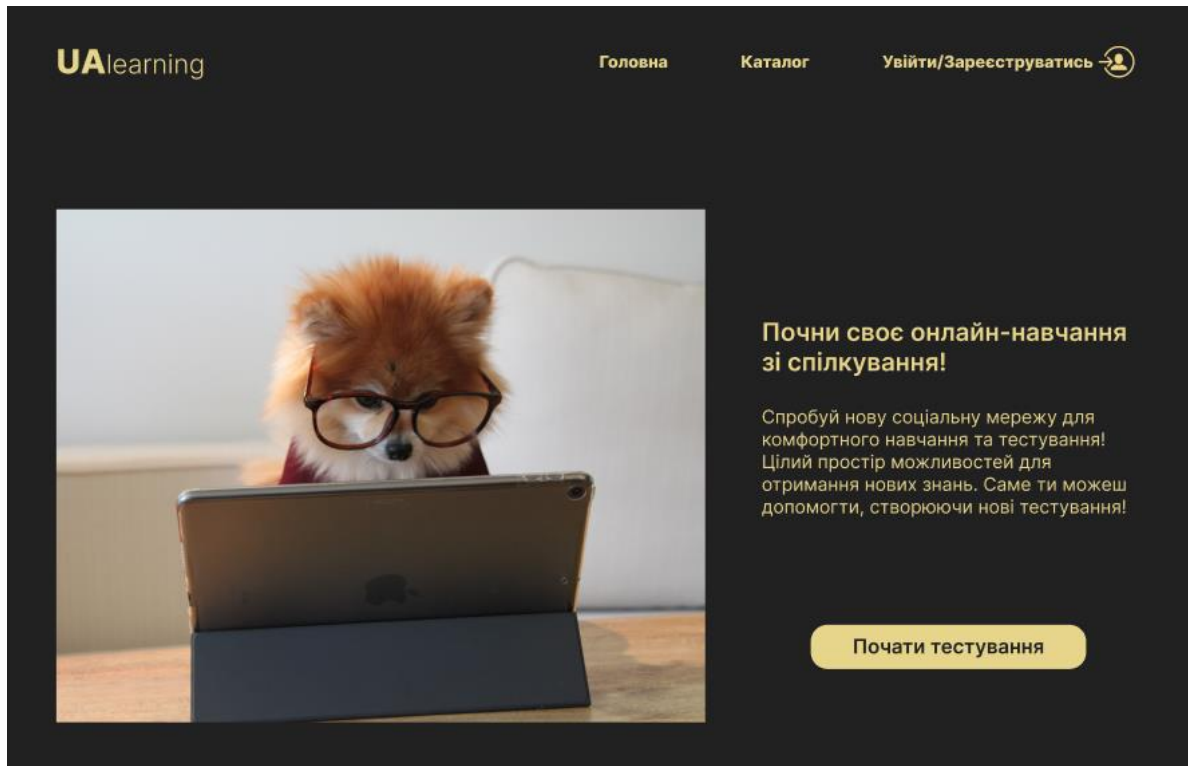 UAlearning
Головна
Каталог
Увійти/Зареєструватись
Почни своє онлайн-навчання
зі спілкування!
Спробуй нову соціальну мережу для
комфортного навчання та тестування!
Цілий простір можливостей для
отримання нових знань. Саме ти можеш
допомогти, створюючи нові тестування!
Почати тестування